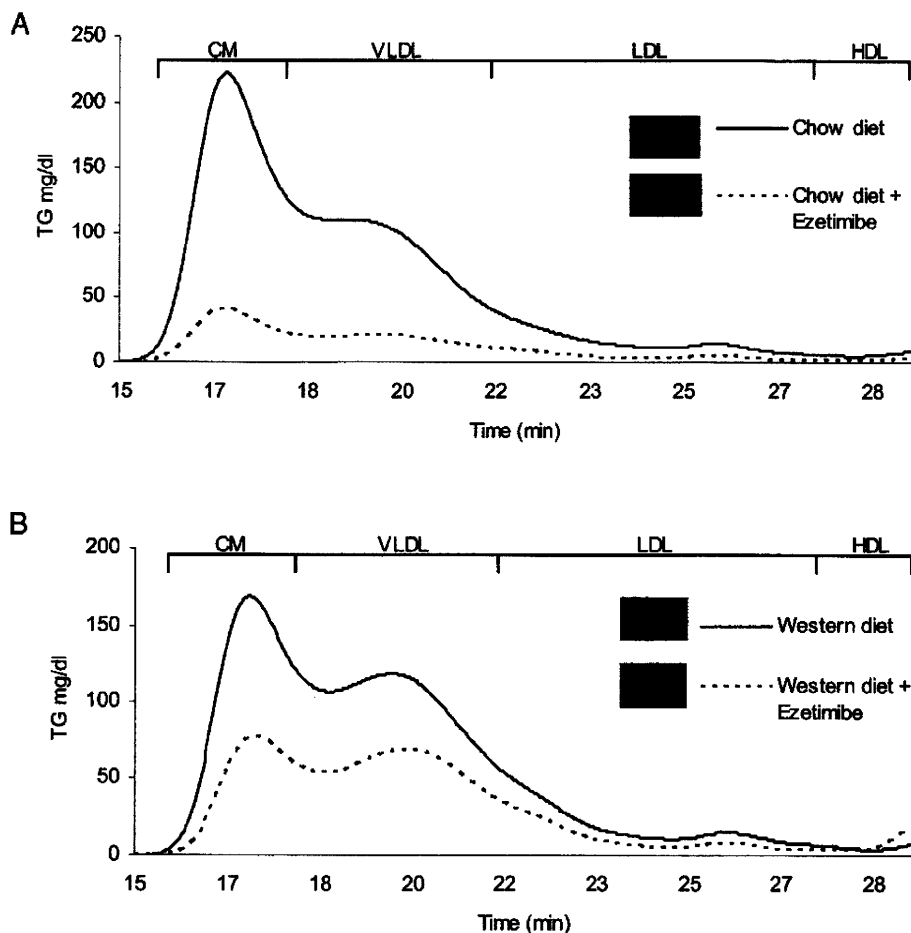 A
250
200
150
100
50
0
TG mg/dl
CM VLDL LDL HDL
Chow diet
Chow diet +
Ezetimibe
15 17 18 20 22 23 25 27 28
Time (min)
B
200
150
100
50
0
TG mg/dl
CM VLDL LDL HDL
Western diet
Western diet +
Ezetimibe
15 17 18 20 22 23 25 27 28
Time (min)